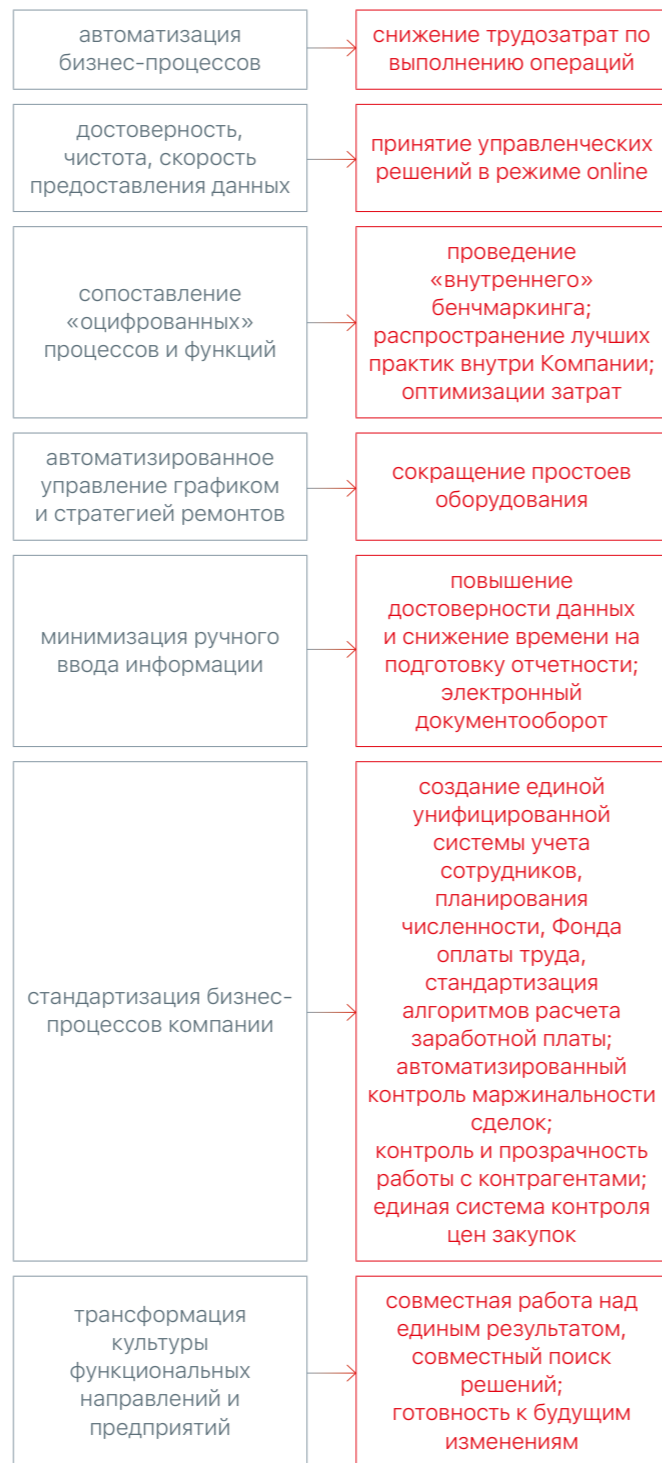 автоматизация
бизнес-процессов
снижение трудозатрат по
выполнению операций
достоверность,
чистота, скорость
предоставления данных
принятие управленческих
решений в режиме online
сопоставление
«оцифрованных»
процессов и функций
проведение
«внутреннего»
бенчмаркинга;
распространение лучших
практик внутри Компании;
оптимизации затрат
автоматизированное
управление графиком
и стратегией ремонтов
сокращение простоев
оборудования
минимизация ручного
ввода информации
повышение
достоверности данных
и снижение времени на
подготовку отчетности;
электронный
документооборот
стандартизация бизнес-
процессов компании
создание единой
унифицированной
системы учета
сотрудников,
планирования
численности, Фонда
оплаты труда,
стандартизация
алгоритмов расчета
заработной платы;
автоматизированный
контроль маржинальности
сделок;
контроль и прозрачность
работы с контрагентами;
единая система контроля
цен закупок
трансформация
культуры
функциональных
направлений и
предприятий
совместная работа над
единым результатом,
совместный поиск
решений;
готовность к будущим
изменениям